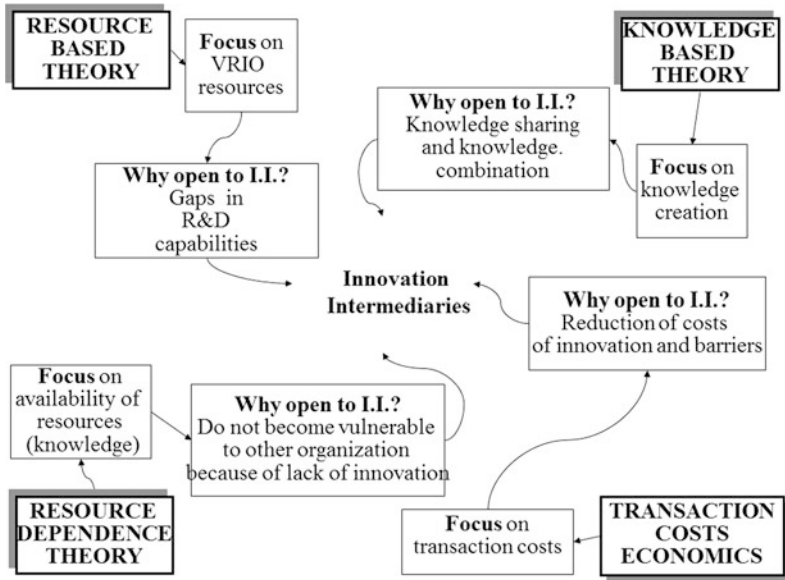 RESOURCE
BASED
THEORY
Focus on
VRIO
resources
Why open to I.I.?
Gaps in
R&D
capabilities
KNOWLEDGE
BASED
THEORY
Focus on
knowledge
creation
Why open to I.I.?
Knowledge sharing
and knowledge.
combination
Innovation
Intermediaries
Why open to I.I.?
Reduction of costs
of innovation and barriers
Focus on
availability of
resources
(knowledge)
Why open to I.I.?
Do not become vulnerable
to other organization
because of lack of innovation
RESOURCE
DEPENDENCE
THEORY
Focus on
transaction costs
TRANSACTION
COSTS
ECONOMICS